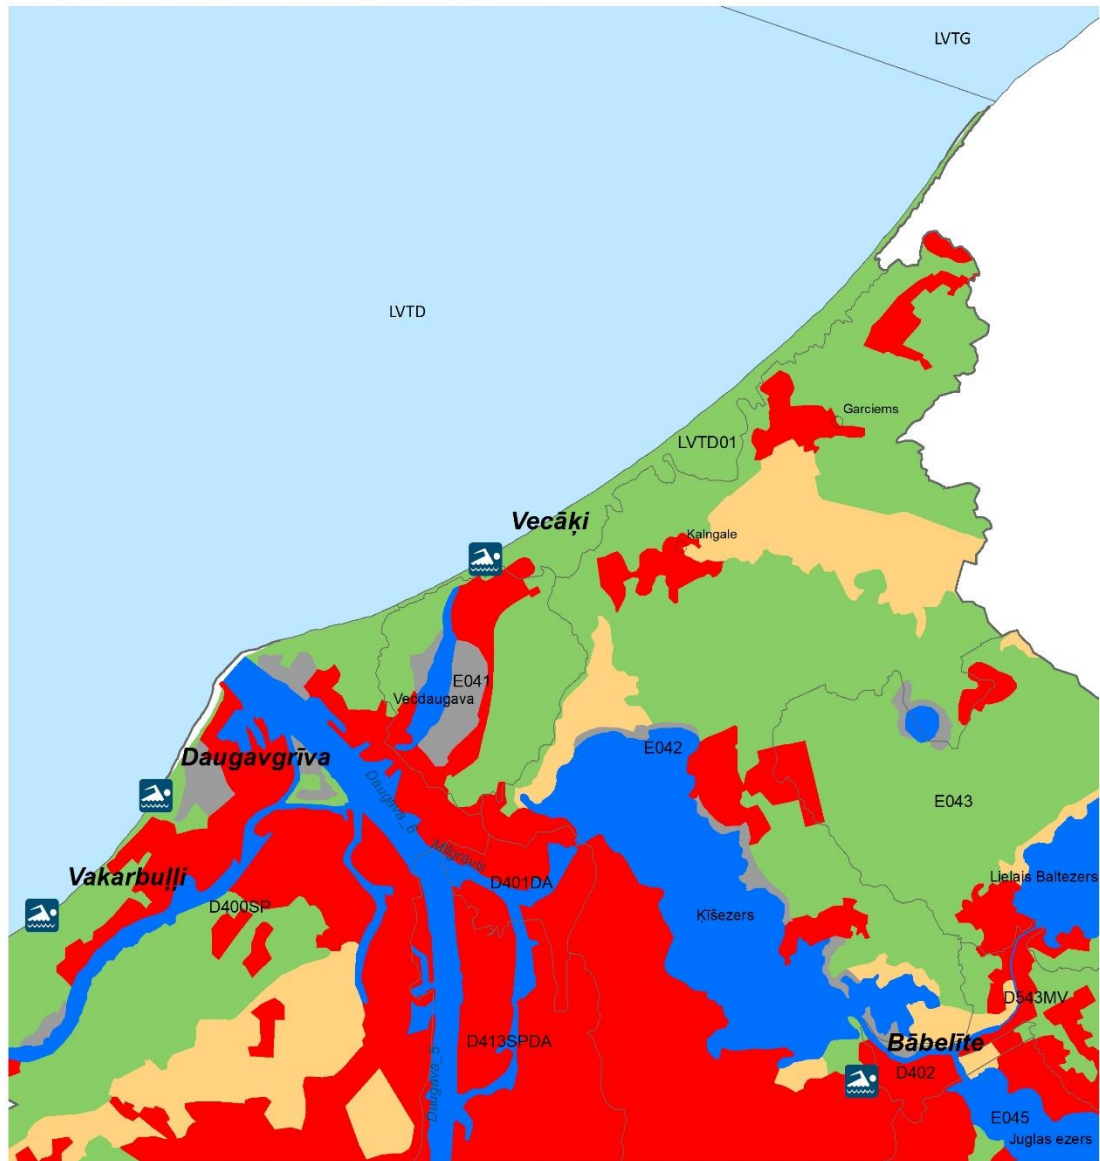 LVTG
LVTD
Garciems
LVTD01
Vecāķi
Kalngale
E041
Vecdaugava
E042
Daugavgrīva
Daugava_6
E043
Mīlgrāvis
Vakarbuļļi
D401DA
Lielais Baltezers
D400SP
Ķīšezers
D543MV
D413SPDA
Bābelīte
D402
Daugava_6
E045
Juglas ezers